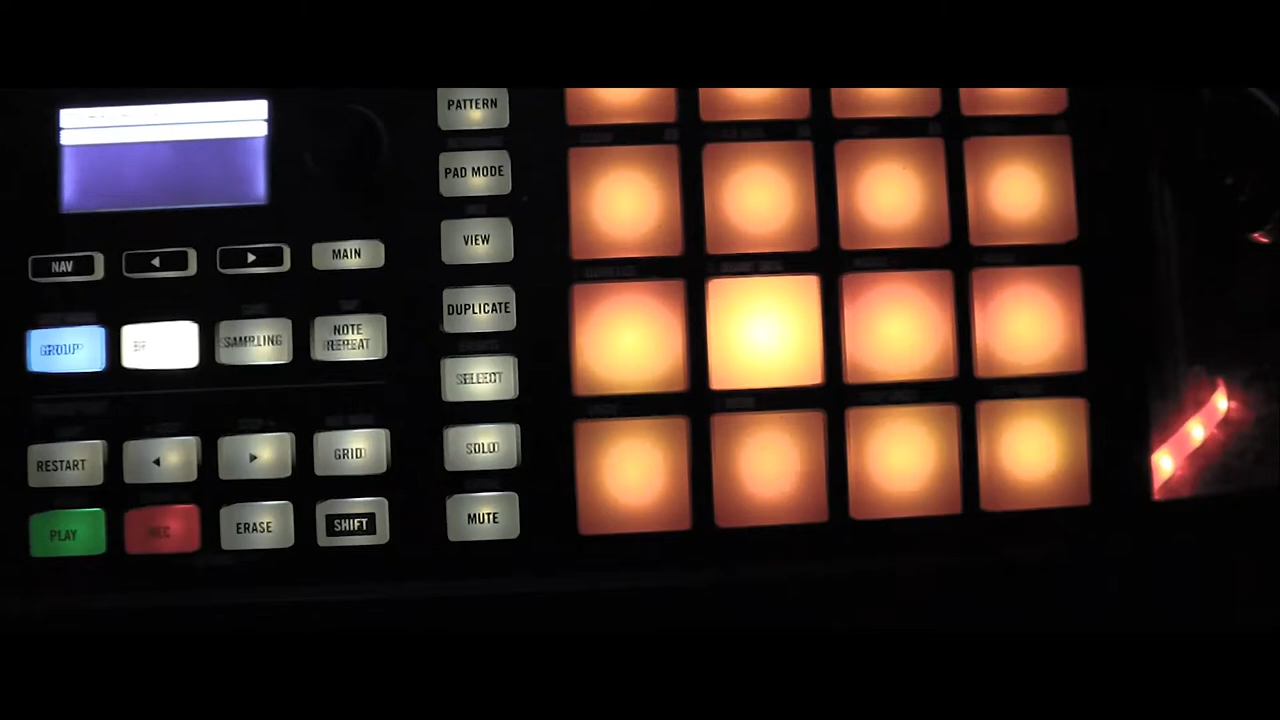 PATTERN
PAD MODE
NAV
MAIN
VIEW
GROUP
SAMPLING
NOTE
REPEAT
DUPLICATE
SELECT
RESTART
GRID
SOLO
PLAY
REC
ERASE
SHIFT
MUTE